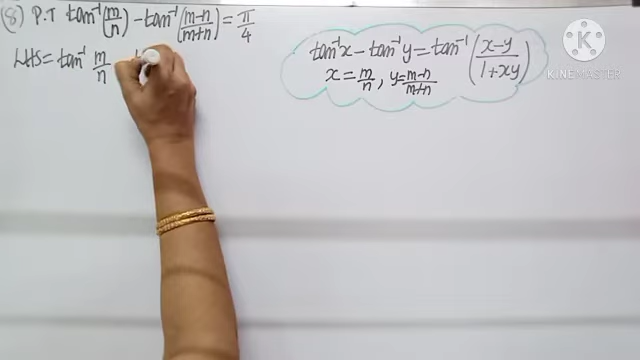 (8) P.T tan⁻¹(m/n) - tan⁻¹((m-n)/(m+n)) = π/4
LHS = tan⁻¹ m/n
tan⁻¹x - tan⁻¹y = tan⁻¹((x-y)/(1+xy))
x = m/n , y = (m-n)/(m+n)
KINEMASTER